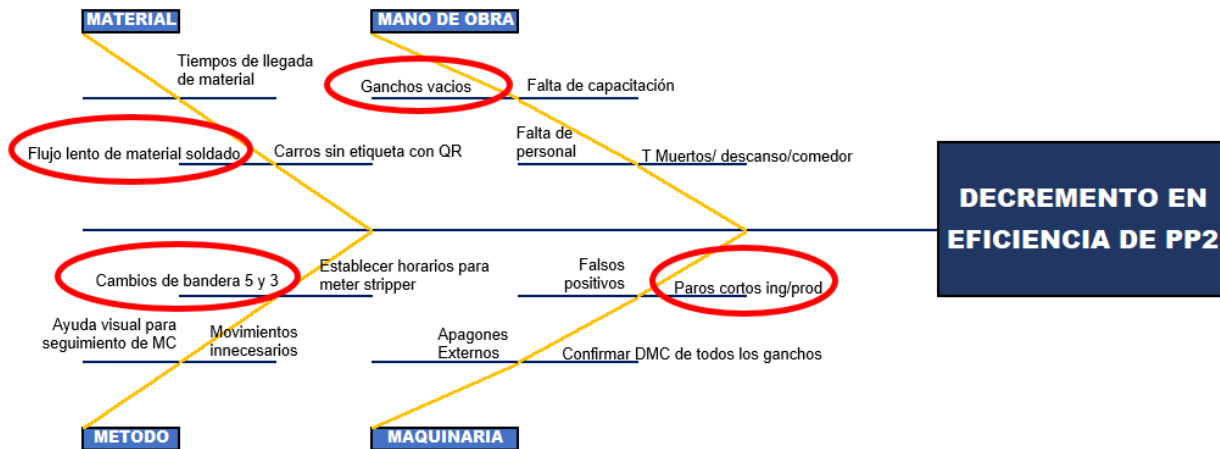 MATERIAL
MANO DE OBRA
Tiempos de llegada
de material
Ganchos vacios
Falta de capacitación
Flujo lento de material soldado
Carros sin etiqueta con QR
Falta de
personal
T Muertos/ descanso/comedor
DECREMENTO EN
EFICIENCIA DE PP2
Cambios de bandera 5 y 3
Establecer horarios para
meter stripper
Falsos
positivos
Paros cortos ing/prod
Ayuda visual para
seguimiento de MC
Movimientos
innecesarios
Apagones
Externos
Confirmar DMC de todos los ganchos
METODO
MAQUINARIA